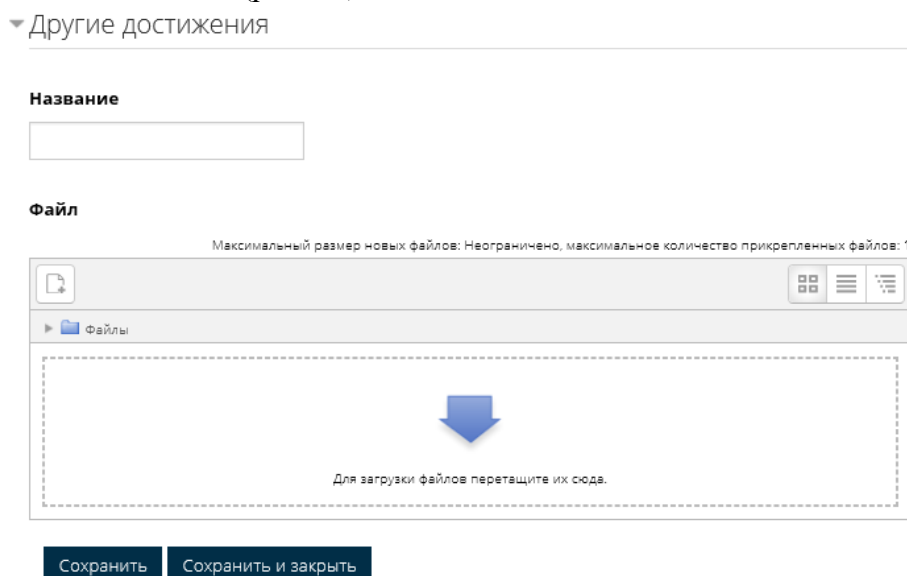 Другие достижения
Название
Файл
Максимальный размер новых файлов: Неограничено, максимальное количество прикрепленных файлов:
Файлы
Для загрузки файлов перетащите их сюда.
Сохранить Сохранить и закрыть